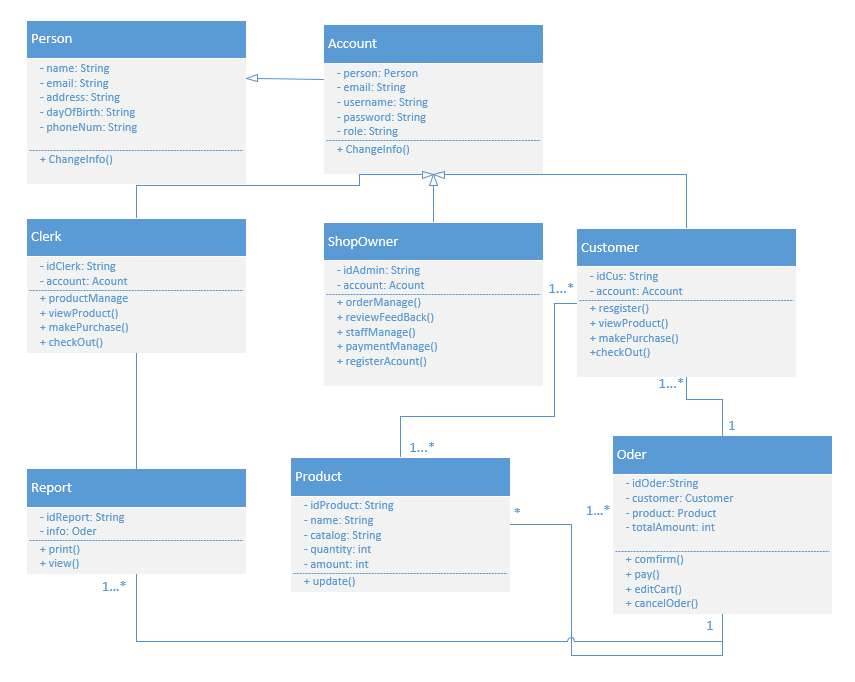 Person
- name: String
- email: String
- address: String
- dayOfBirth: String
- phoneNum: String
+ ChangeInfo()
Account
- person: Person
- email: String
- username: String
- password: String
- role: String
+ ChangeInfo()
Clerk
- idClerk: String
- account: Acount
+ productManage
+ viewProduct()
+ makePurchase()
+ checkOut()
ShopOwner
- idAdmin: String
- account: Acount
+ orderManage()
+ reviewFeedBack()
+ staffManage()
+ paymentManage()
+ registerAcount()
Customer
- idCus: String
- account: Account
+ resgister()
+ viewProduct()
+ makePurchase()
+checkOut()
1...*
1...*
1...*
1
Report
- idReport: String
- info: Oder
+ print()
+ view()
1...*
Product
- idProduct: String
- name: String
- catalog: String
- quantity: int
- amount: int
+ update()
*
1...*
Oder
- idOder:String
- customer: Customer
- product: Product
- totalAmount: int
+ comfirm()
+ pay()
+ editCart()
+ cancelOder()
1